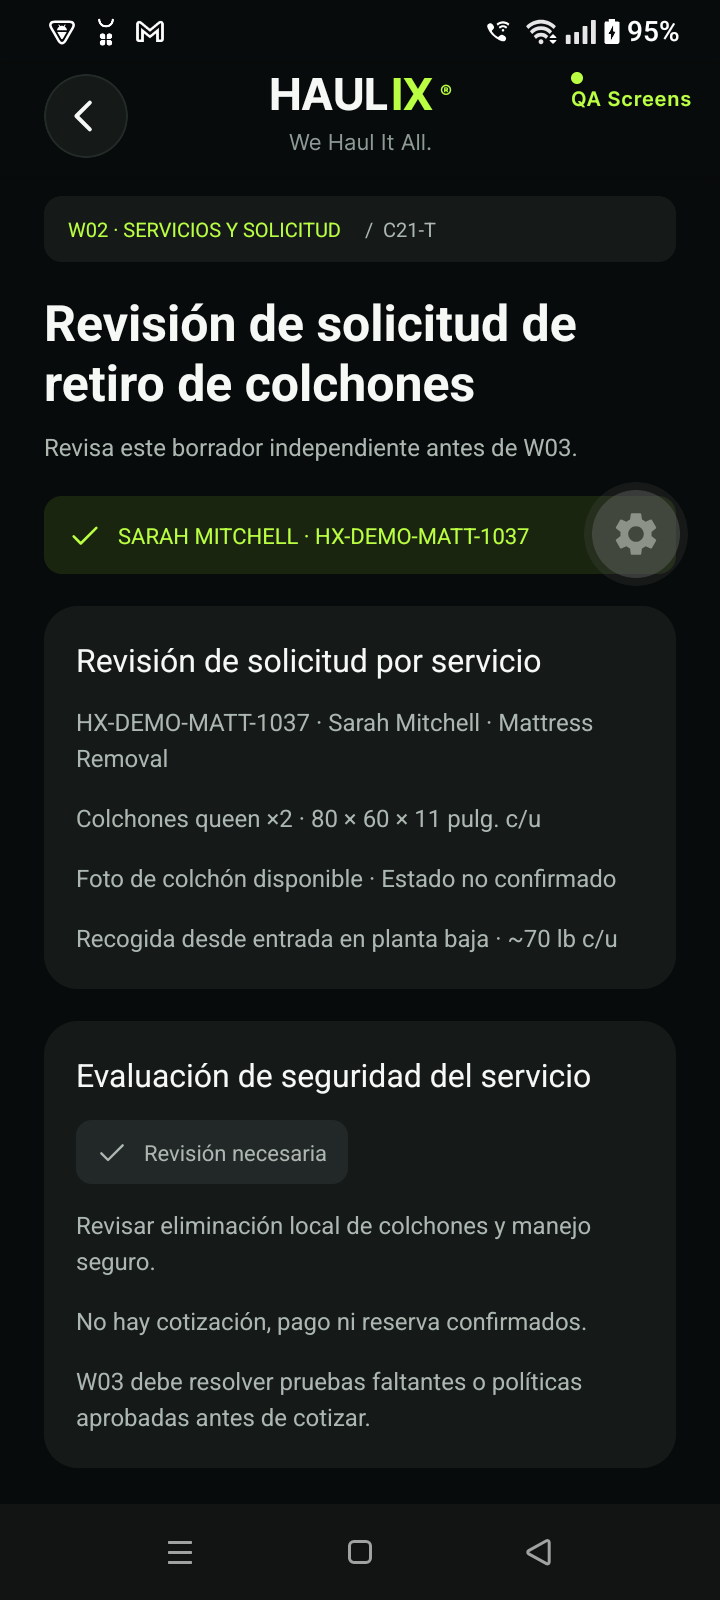 95%
HAULIX ®
QA Screens
We Haul It All.
W02 · SERVICIOS Y SOLICITUD / C21-T
Revisión de solicitud de
retiro de colchones
Revisa este borrador independiente antes de W03.
SARAH MITCHELL · HX-DEMO-MATT-1037
Revisión de solicitud por servicio
HX-DEMO-MATT-1037 · Sarah Mitchell · Mattress
Removal
Colchones queen ×2 · 80 × 60 × 11 pulg. c/u
Foto de colchón disponible · Estado no confirmado
Recogida desde entrada en planta baja · ~70 lb c/u
Evaluación de seguridad del servicio
Revisión necesaria
Revisar eliminación local de colchones y manejo
seguro.
No hay cotización, pago ni reserva confirmados.
W03 debe resolver pruebas faltantes o políticas
aprobadas antes de cotizar.